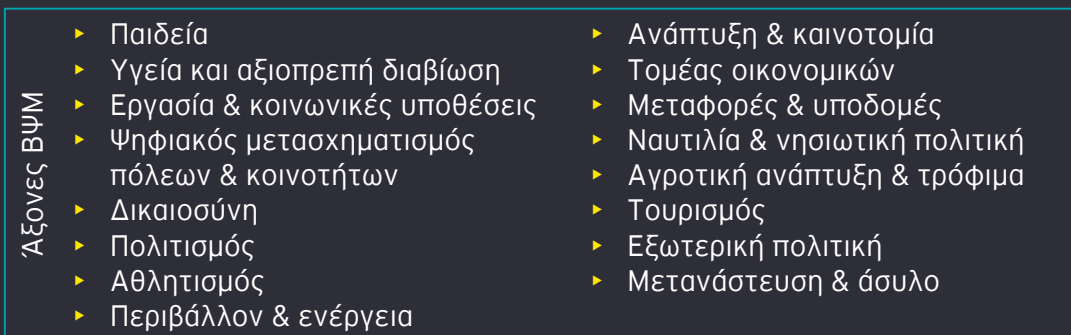 Άξονες ΒΨΜ
▸ Παιδεία
▸ Υγεία και αξιοπρεπή διαβίωση
▸ Εργασία & κοινωνικές υποθέσεις
▸ Ψηφιακός μετασχηματισμός
πόλεων & κοινοτήτων
▸ Δικαιοσύνη
▸ Πολιτισμός
▸ Αθλητισμός
▸ Περιβάλλον & ενέργεια
▸ Ανάπτυξη & καινοτομία
▸ Τομέας οικονομικών
▸ Μεταφορές & υποδομές
▸ Ναυτιλία & νησιωτική πολιτική
▸ Αγροτική ανάπτυξη & τρόφιμα
▸ Τουρισμός
▸ Εξωτερική πολιτική
▸ Μετανάστευση & άσυλο